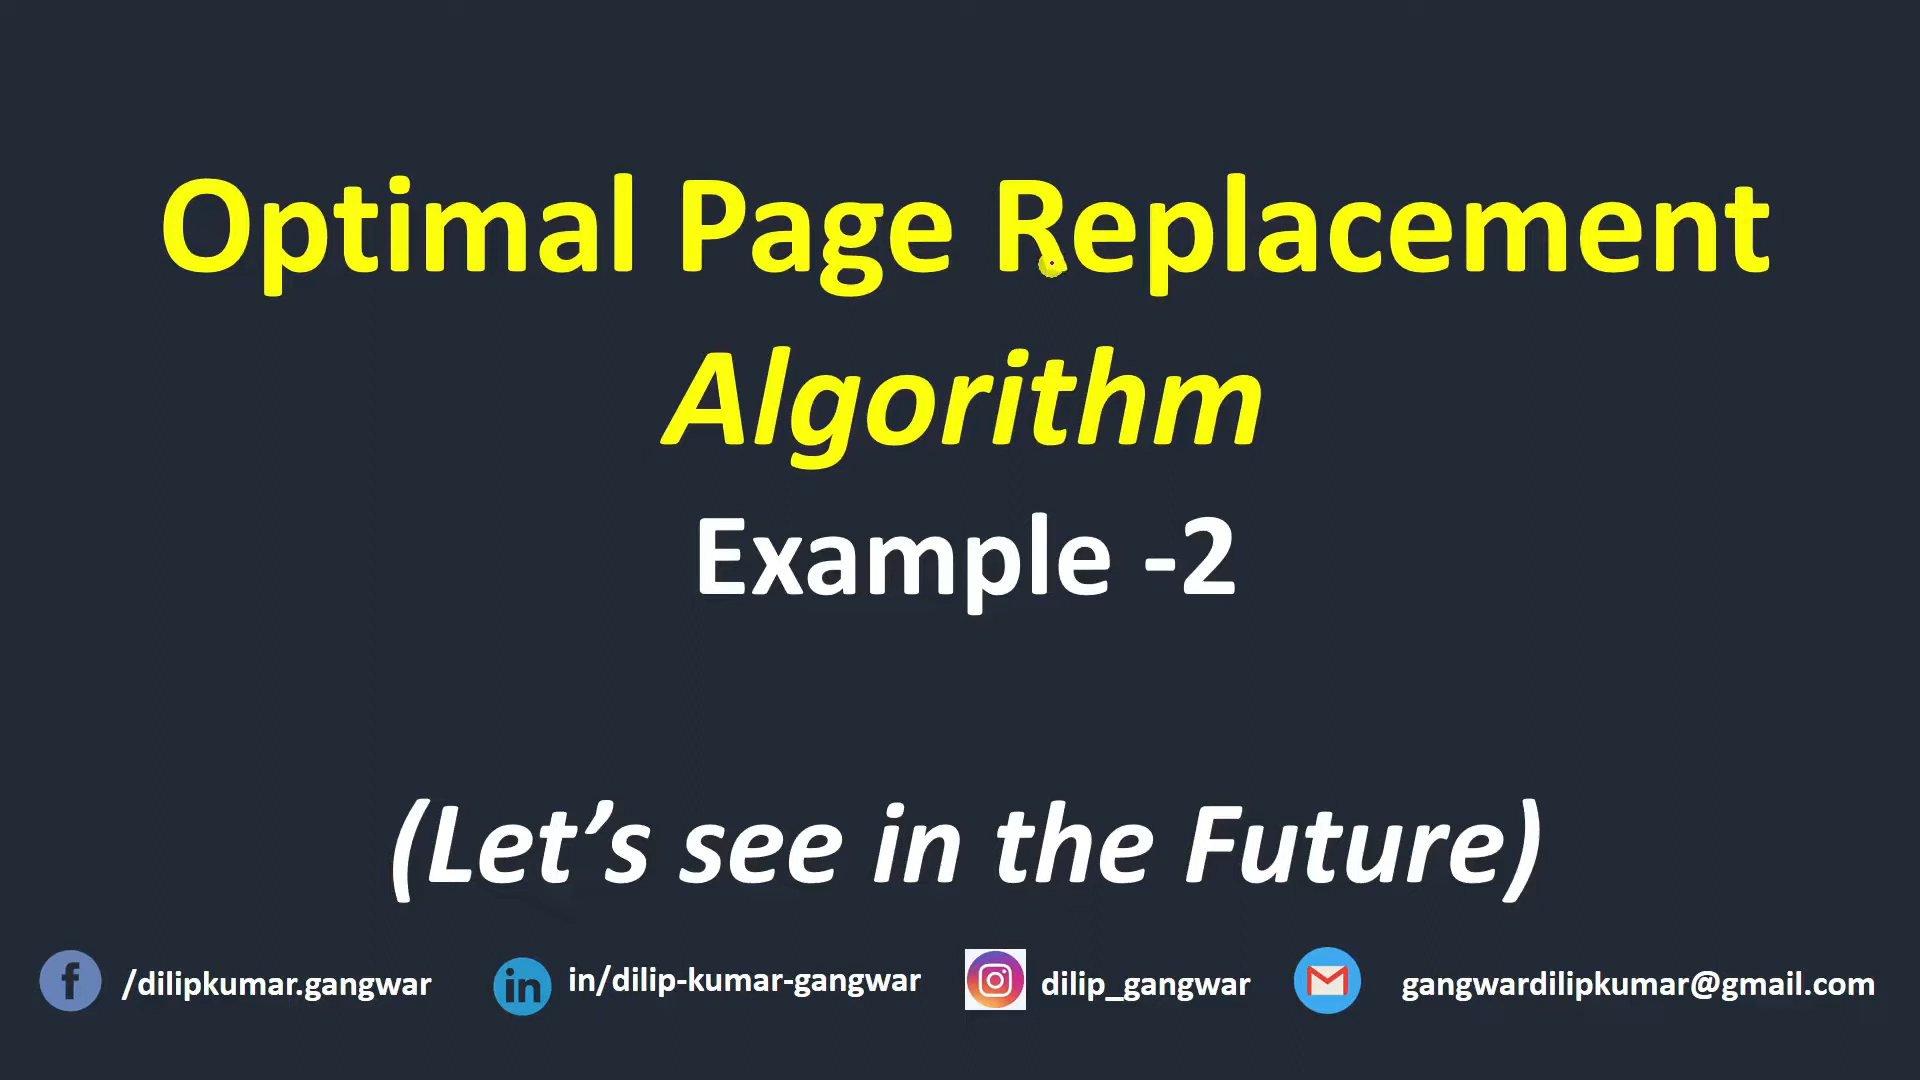 Optimal Page Replacement
Algorithm
Example -2
(Let’s see in the Future)
/dilipkumar.gangwar in/dilip-kumar-gangwar dilip_gangwar gangwardilipkumar@gmail.com